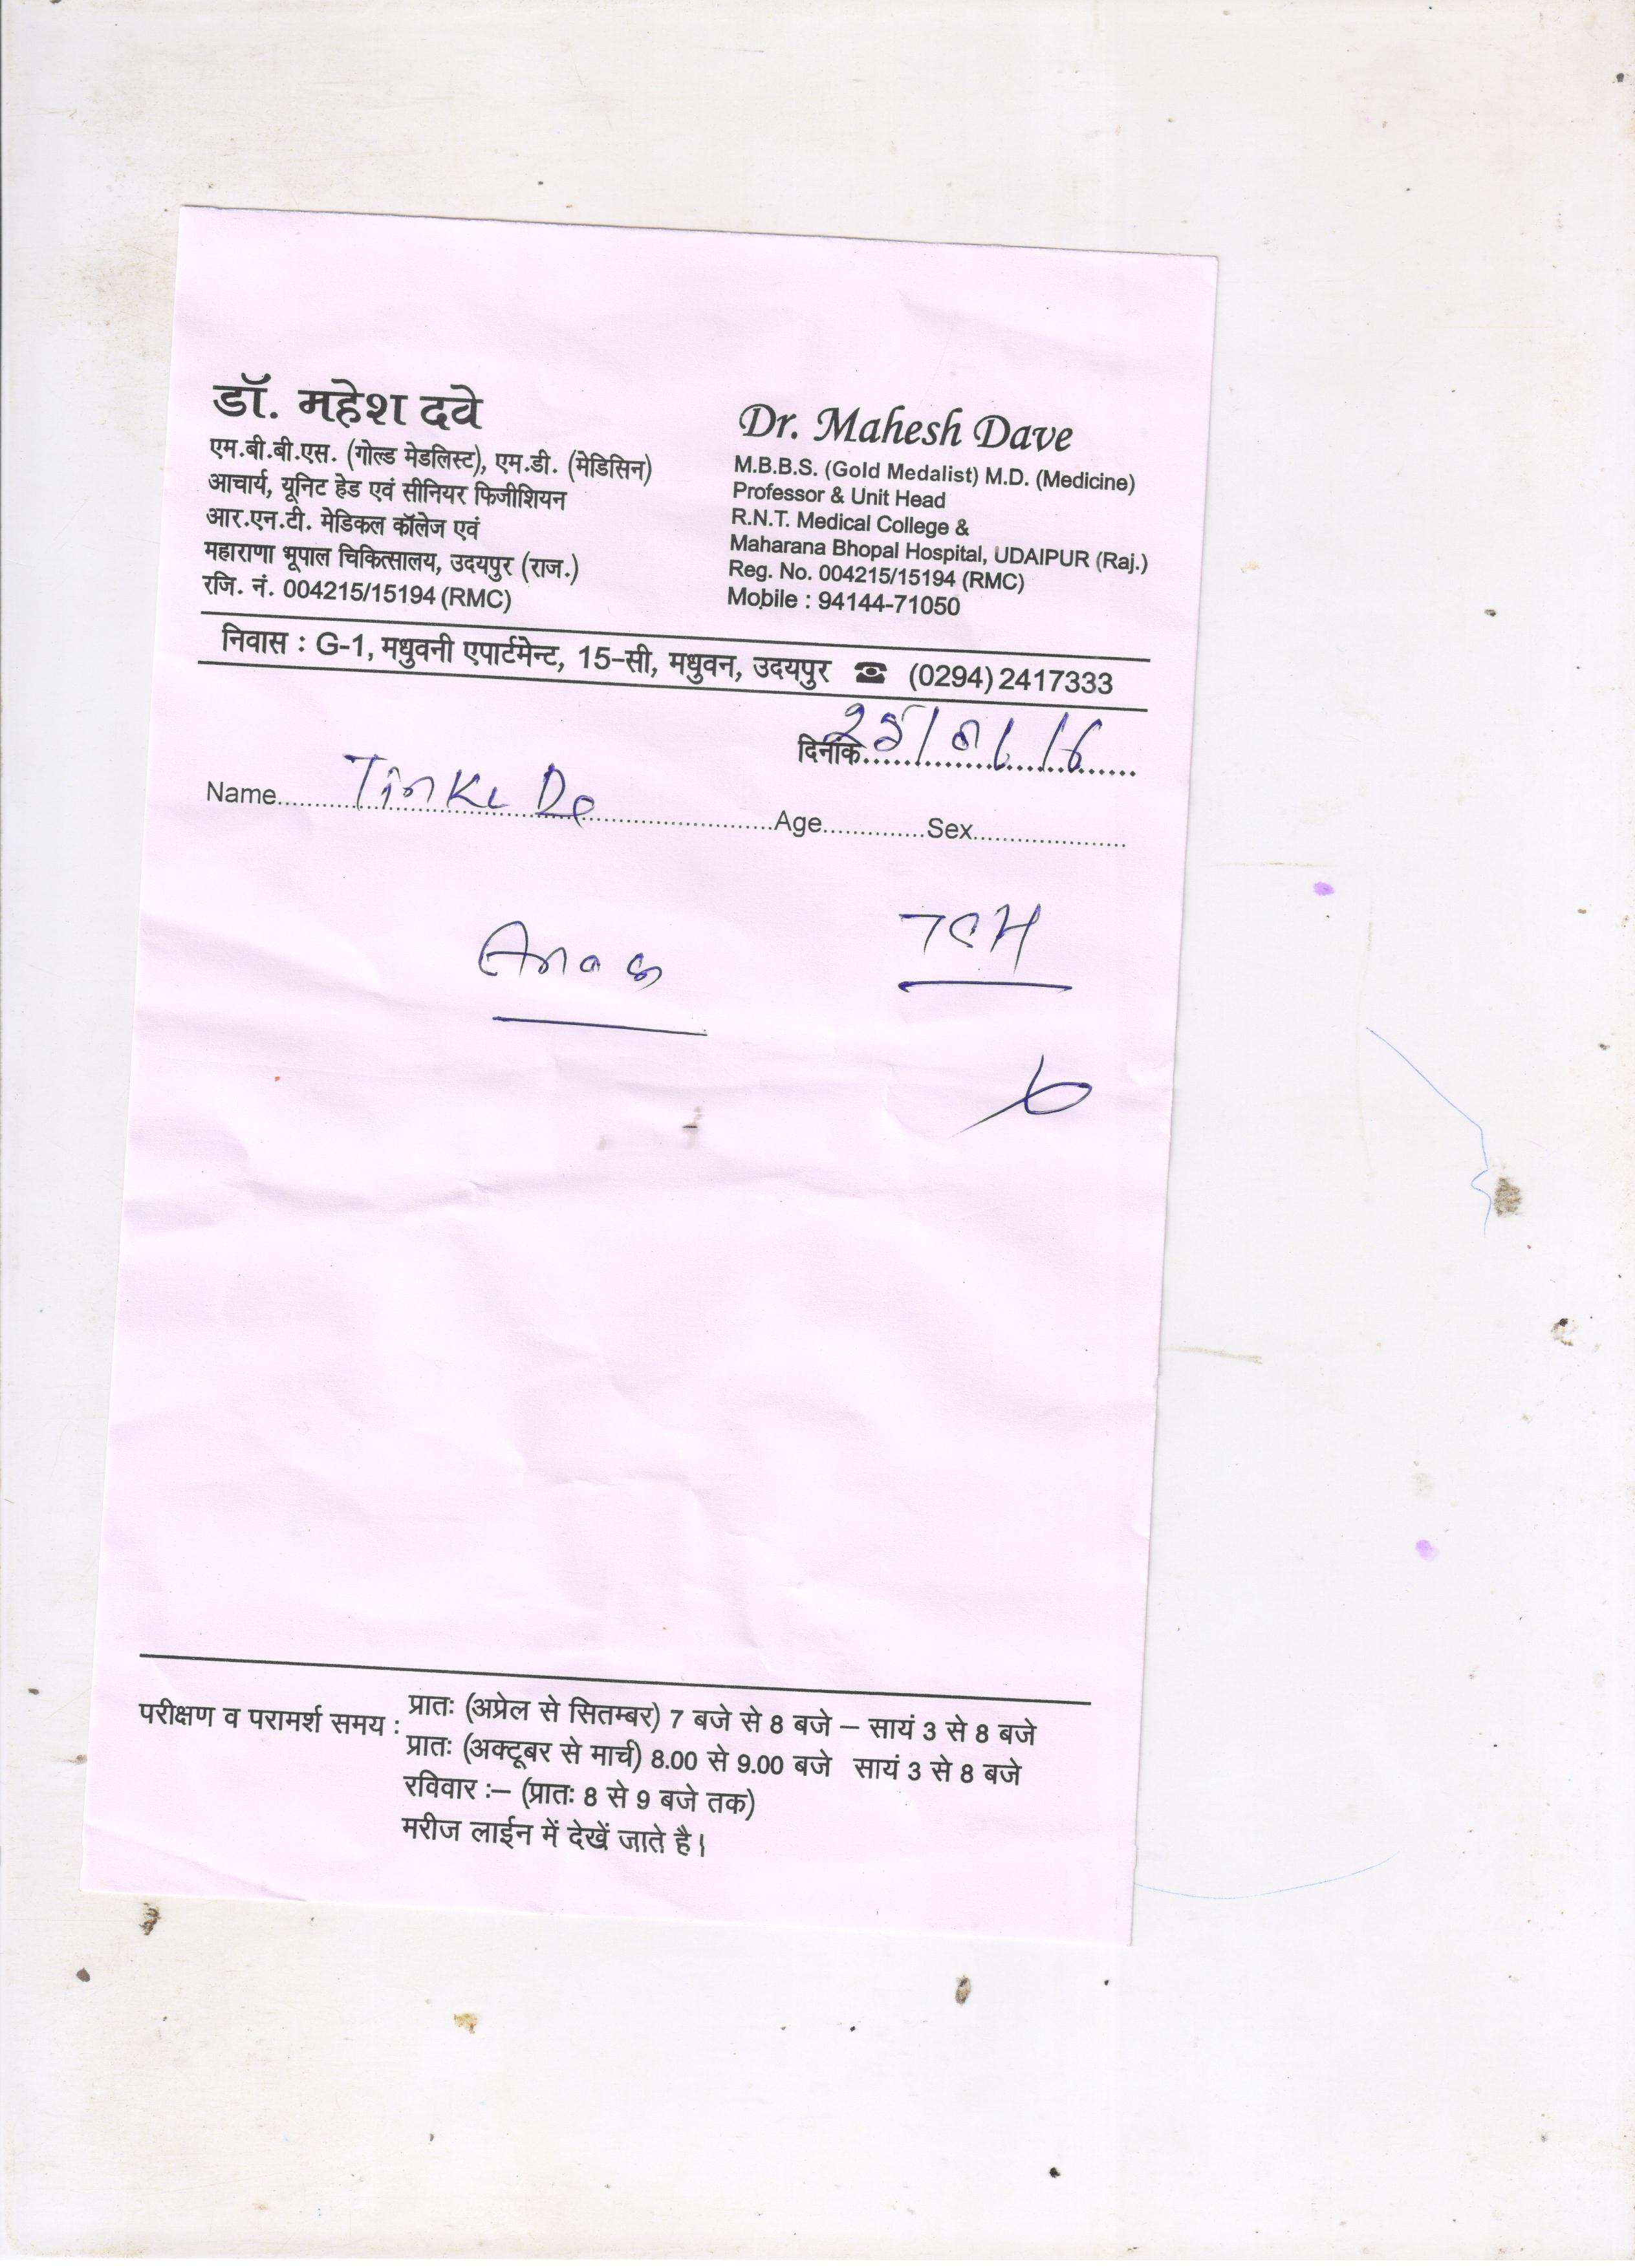 डॉ. महेश दवे
एम.बी.बी.एस. (गोल्ड मेडलिस्ट), एम.डी. (मेडिसिन)
आचार्य, यूनिट हेड एवं सीनियर फिजीशियन
आर.एन.टी. मेडिकल कॉलेज एवं
महाराणा भूपाल चिकित्सालय, उदयपुर (राज.)
रजि. नं. 004215/15194 (RMC)
Dr. Mahesh Dave
M.B.B.S. (Gold Medalist) M.D. (Medicine)
Professor & Unit Head
R.N.T. Medical College &
Maharana Bhopal Hospital, UDAIPUR (Raj.)
Reg. No. 004215/15194 (RMC)
Mobile : 94144-71050
निवास : G-1, मधुवनी एपार्टमेन्ट, 15-सी, मधुवन, उदयपुर ☎ (0294) 2417333
दिनांक
Name Age Sex
परीक्षण व परामर्श समय : प्रातः (अप्रेल से सितम्बर) 7 बजे से 8 बजे – सायं 3 से 8 बजे
प्रातः (अक्टूबर से मार्च) 8.00 से 9.00 बजे सायं 3 से 8 बजे
रविवार :– (प्रातः 8 से 9 बजे तक)
मरीज लाईन में देखें जाते है।